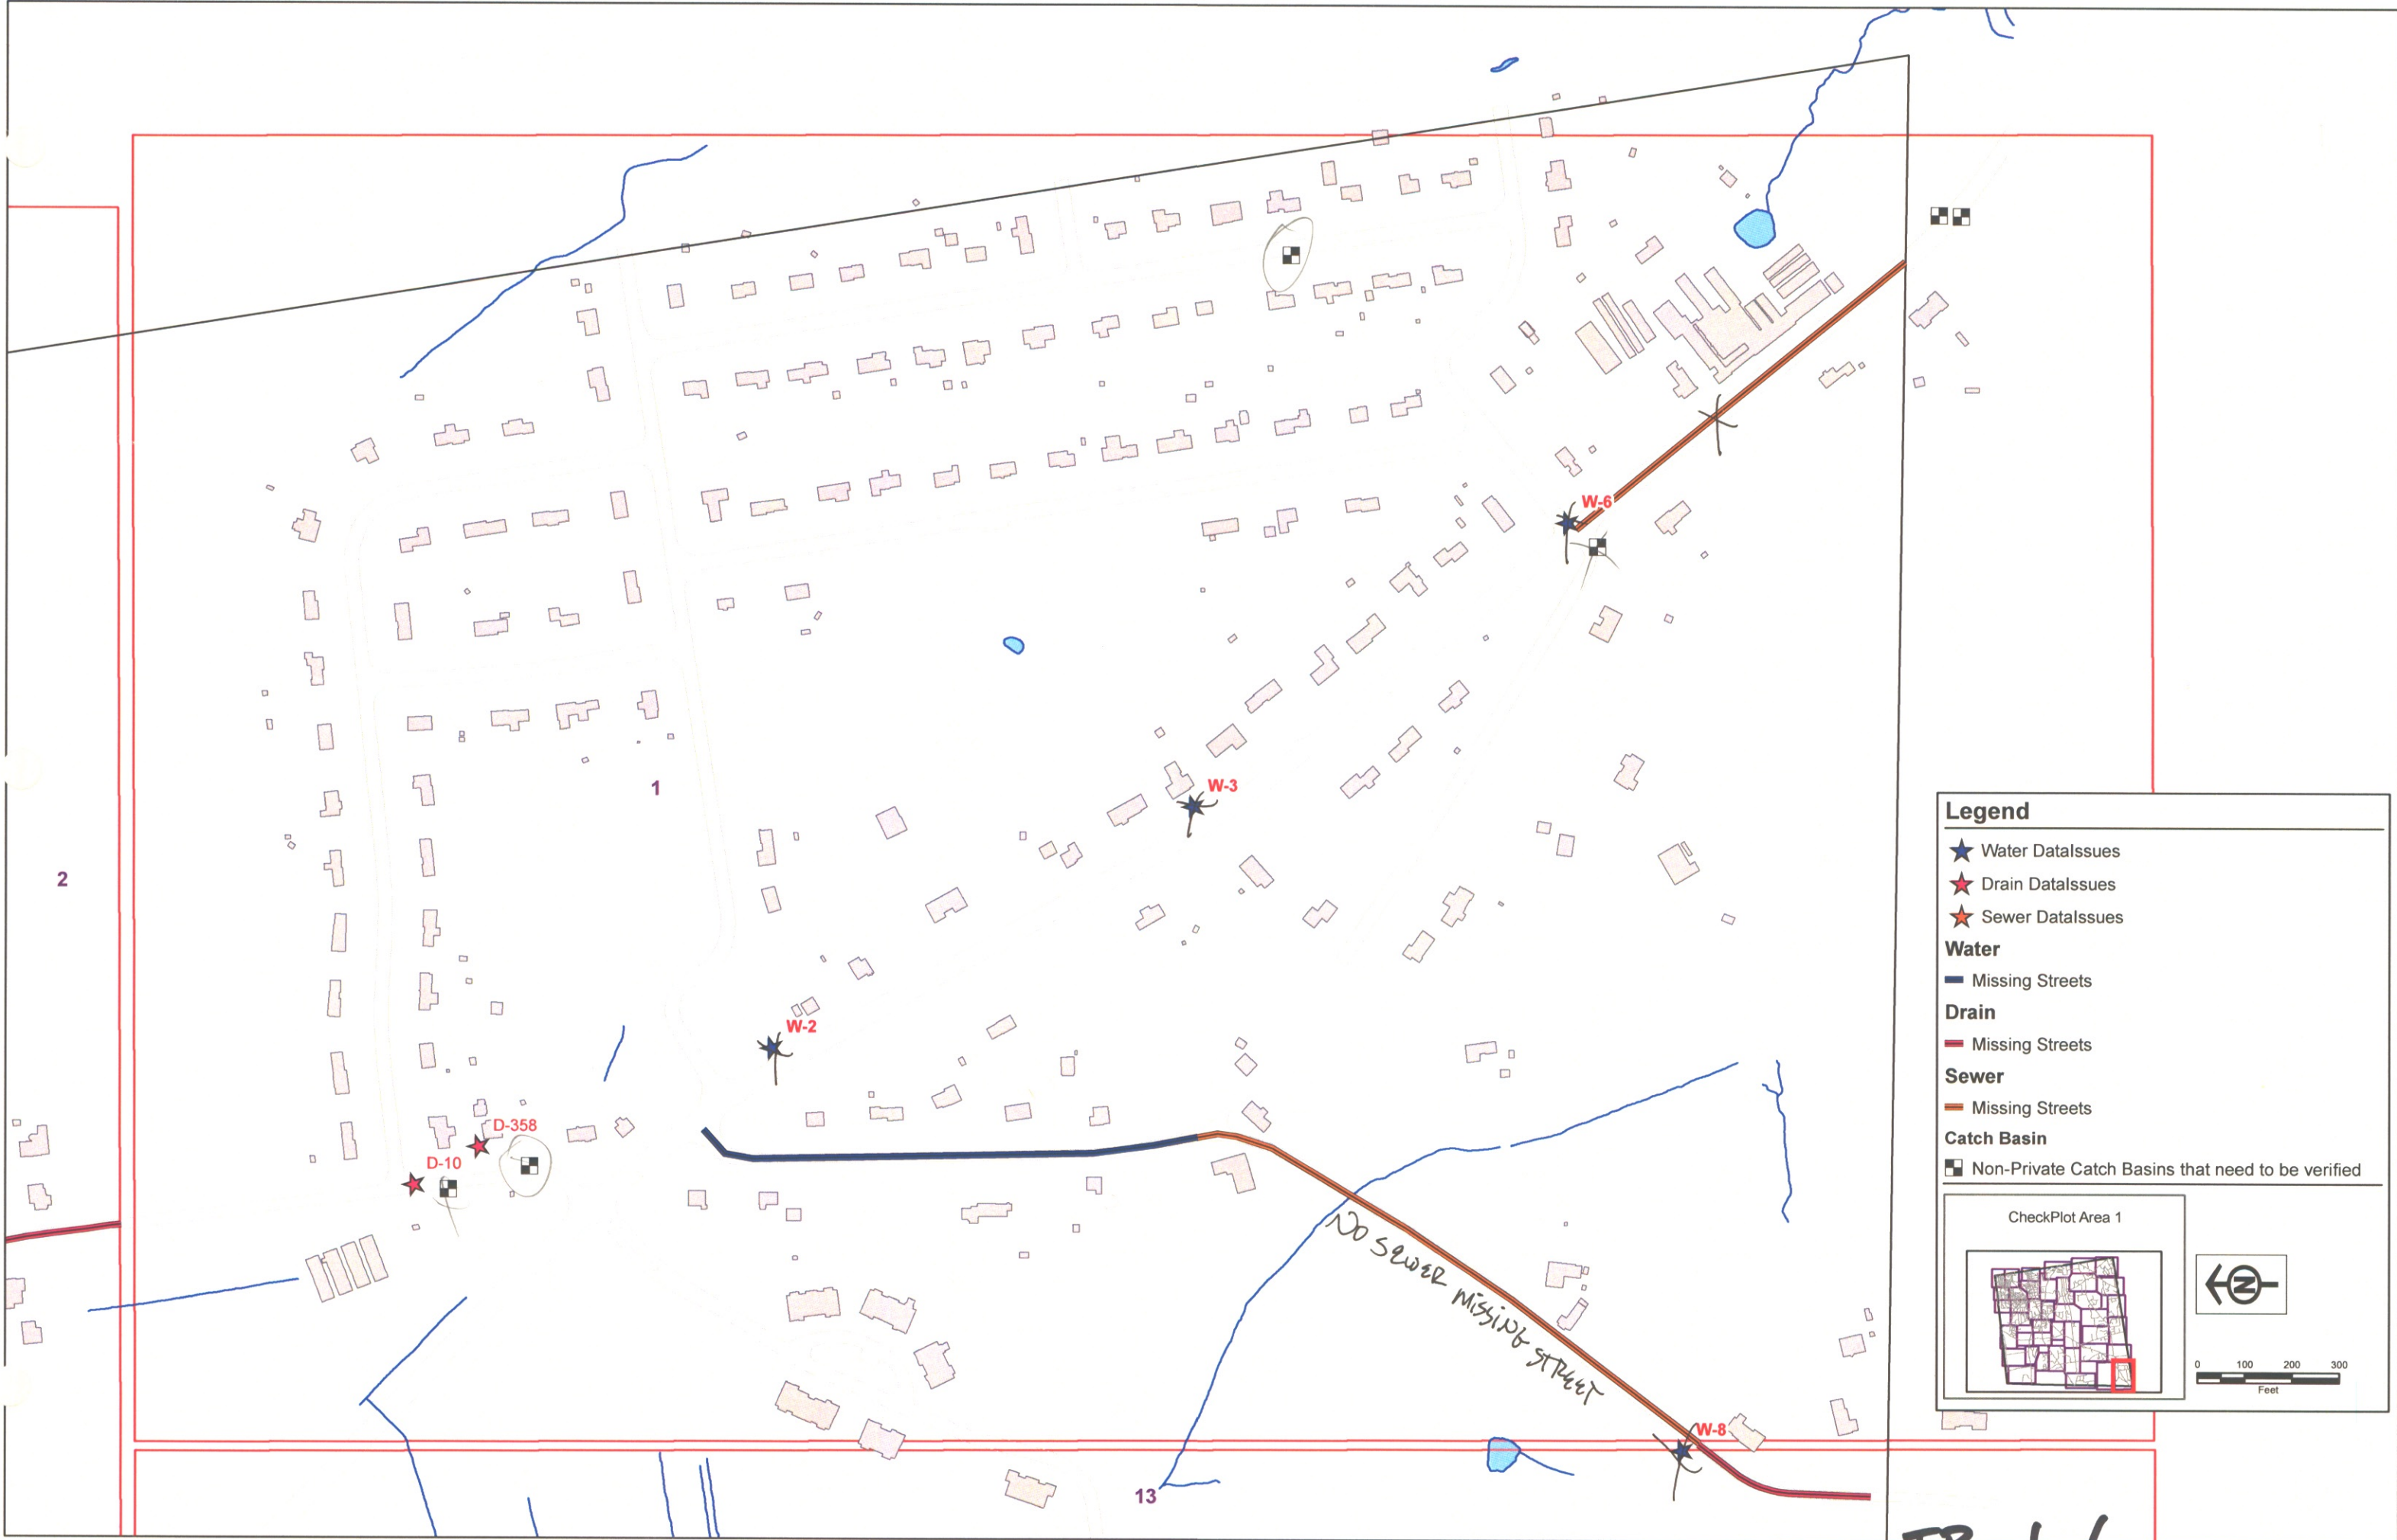 W-6
1
W-3
2
W-2
D-358
D-10
No SEWER MISSING STREET
W-8
13
Legend
Water DataIssues
Drain DataIssues
Sewer DataIssues
Water
Missing Streets
Drain
Missing Streets
Sewer
Missing Streets
Catch Basin
Non-Private Catch Basins that need to be verified
CheckPlot Area 1
N
0 100 200 300
Feet